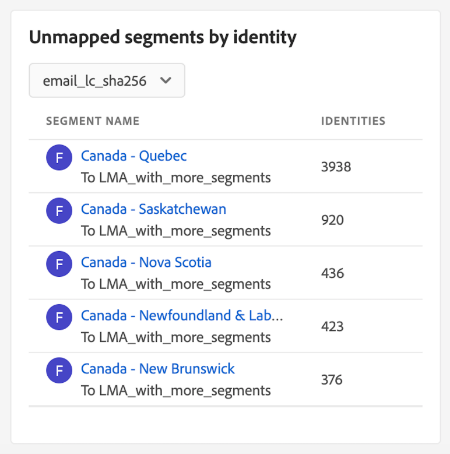 Unmapped segments by identity
email_lc_sha256
SEGMENT NAME IDENTITIES
F Canada - Quebec 3938
To LMA_with_more_segments
F Canada - Saskatchewan 920
To LMA_with_more_segments
F Canada - Nova Scotia 436
To LMA_with_more_segments
F Canada - Newfoundland & Lab... 423
To LMA_with_more_segments
F Canada - New Brunswick 376
To LMA_with_more_segments